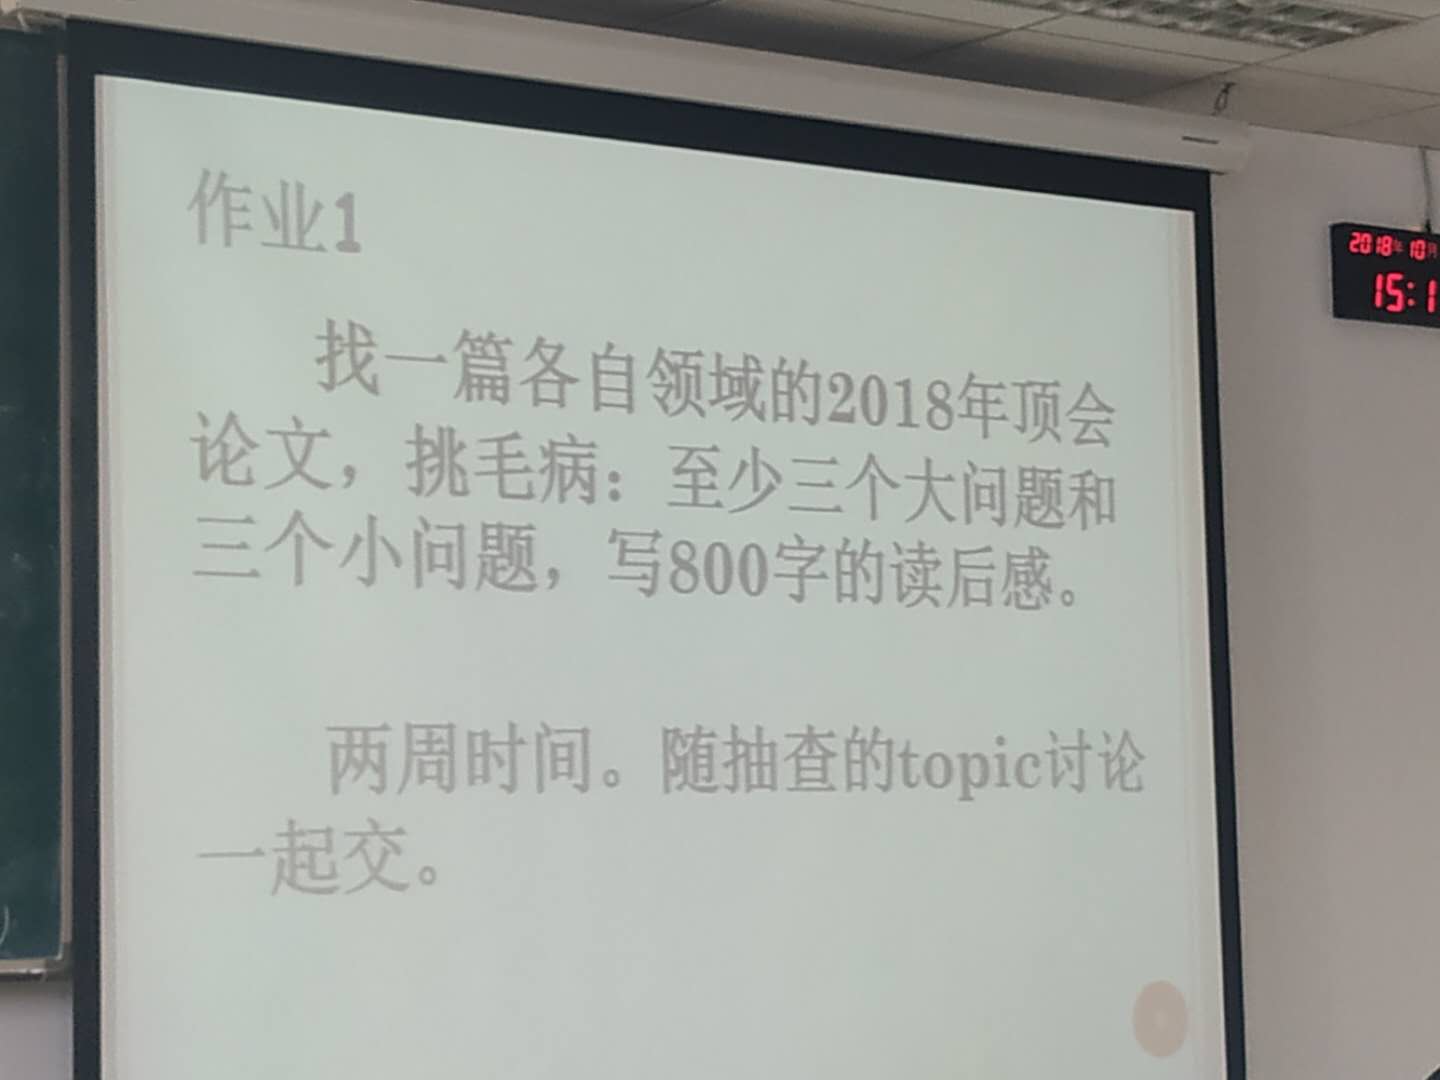 作业1
找一篇各自领域的2018年顶会
论文，挑毛病：至少三个大问题和
三个小问题，写800字的读后感。
两周时间。随抽查的topic讨论
一起交。
2018年10月
15:1